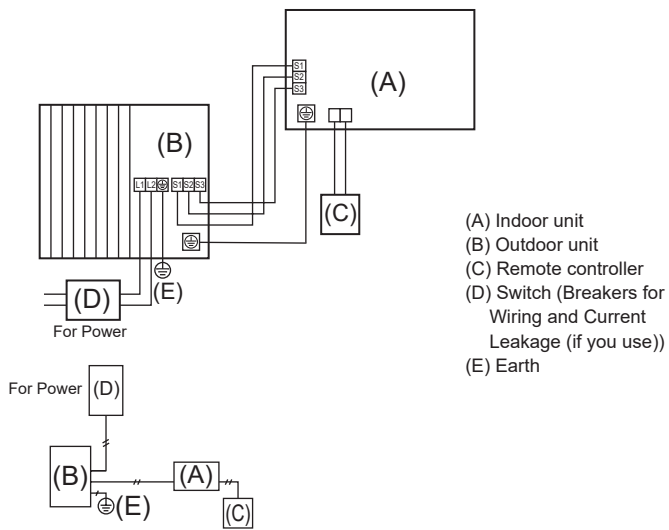 S1
S2
S3
(A)
(B)
L1 L2 S1 S2 S3
(C)
(D)
(E)
For Power
(A) Indoor unit
(B) Outdoor unit
(C) Remote controller
(D) Switch (Breakers for
Wiring and Current
Leakage (if you use))
(E) Earth
For Power (D)
(B)
(A)
(E)
(C)